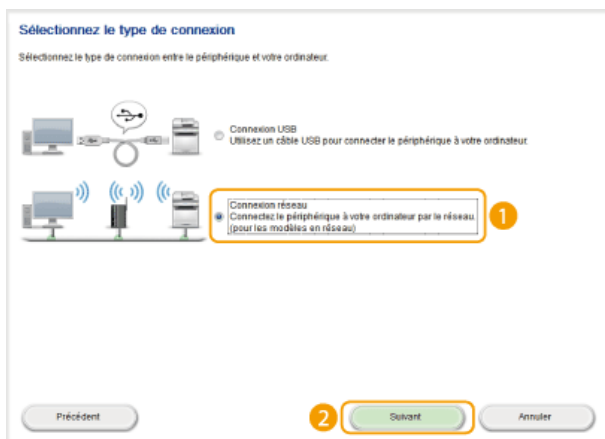 Sélectionnez le type de connexion
Sélectionnez le type de connexion entre le périphérique et votre ordinateur.
Connexion USB
Utilisez un câble USB pour connecter le périphérique à votre ordinateur.
Connexion réseau
Connectez le périphérique à votre ordinateur par le réseau.
(pour les modèles en réseau)
1
Précédent
2
Suivant
Annuler